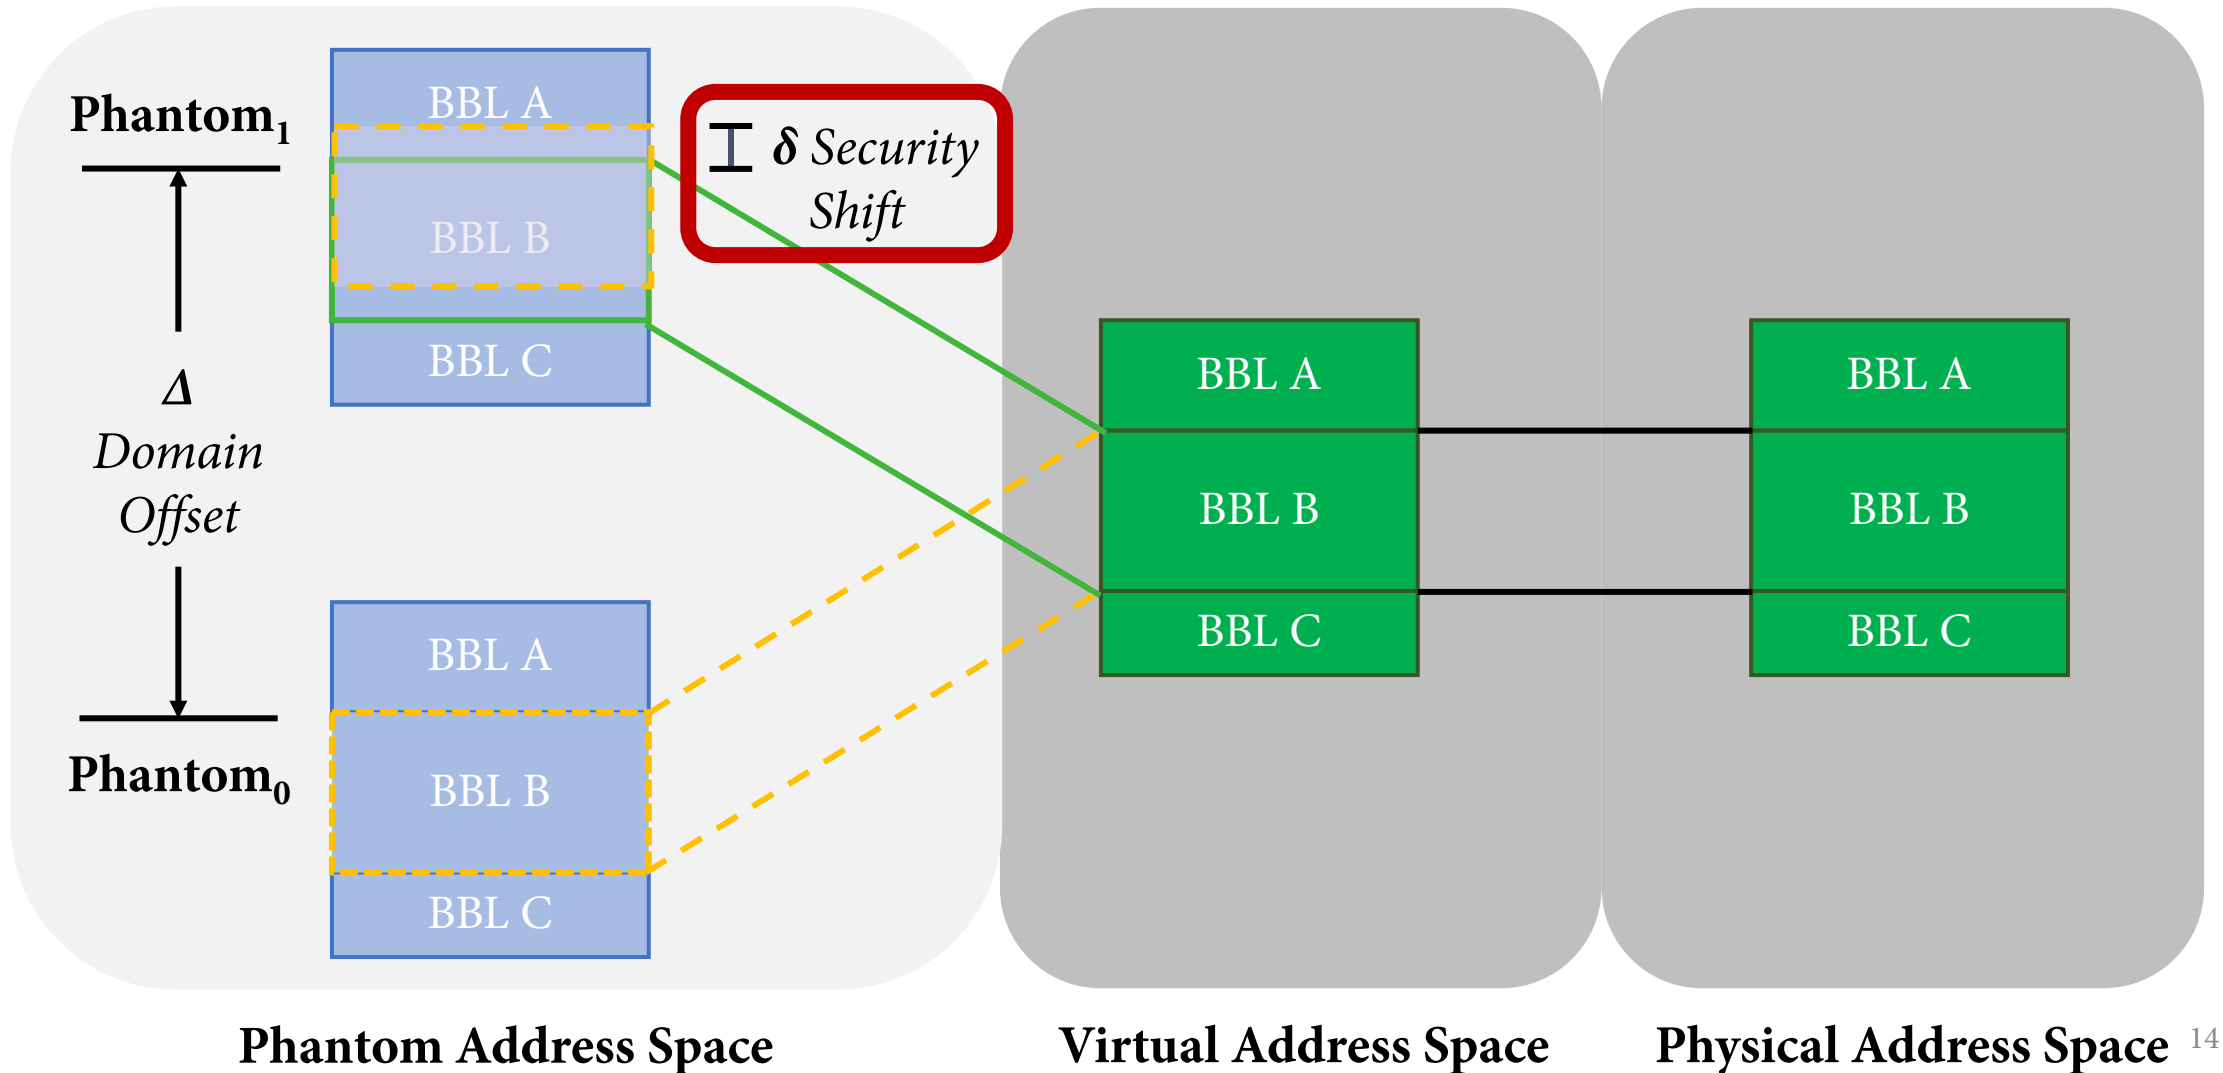 Phantom₁
Δ
Domain
Offset
Phantom₀
BBL A
BBL B
BBL C
BBL A
BBL B
BBL C
δ Security
Shift
BBL A
BBL B
BBL C
BBL A
BBL B
BBL C
Phantom Address Space
Virtual Address Space
Physical Address Space
14